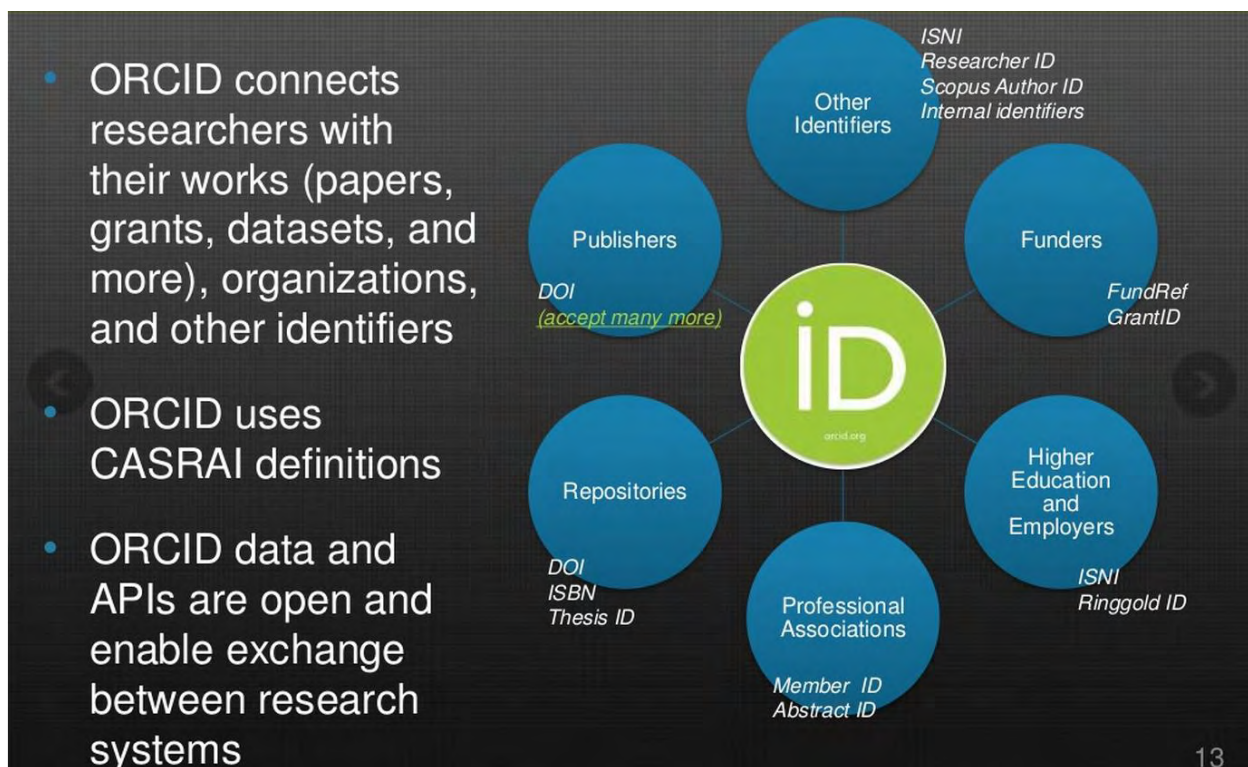 • ORCID connects
researchers with
their works (papers,
grants, datasets, and
more), organizations,
and other identifiers
• ORCID uses
CASRAI definitions
• ORCID data and
APIs are open and
enable exchange
between research
systems
Other
Identifiers
ISNI
Researcher ID
Scopus Author ID
Internal identifiers
Publishers
DOI
(accept many more)
Funders
FundRef
GrantID
iD
orcid.org
Repositories
DOI
ISBN
Thesis ID
Higher
Education
and
Employers
ISNI
Ringgold ID
Professional
Associations
Member ID
Abstract ID
13